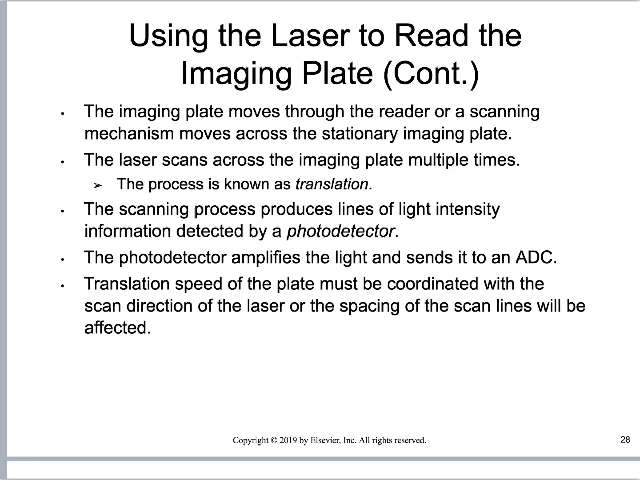 Using the Laser to Read the
Imaging Plate (Cont.)
• The imaging plate moves through the reader or a scanning
mechanism moves across the stationary imaging plate.
• The laser scans across the imaging plate multiple times.
➢ The process is known as translation.
• The scanning process produces lines of light intensity
information detected by a photodetector.
• The photodetector amplifies the light and sends it to an ADC.
• Translation speed of the plate must be coordinated with the
scan direction of the laser or the spacing of the scan lines will be
affected.
Copyright © 2019 by Elsevier, Inc. All rights reserved.
28